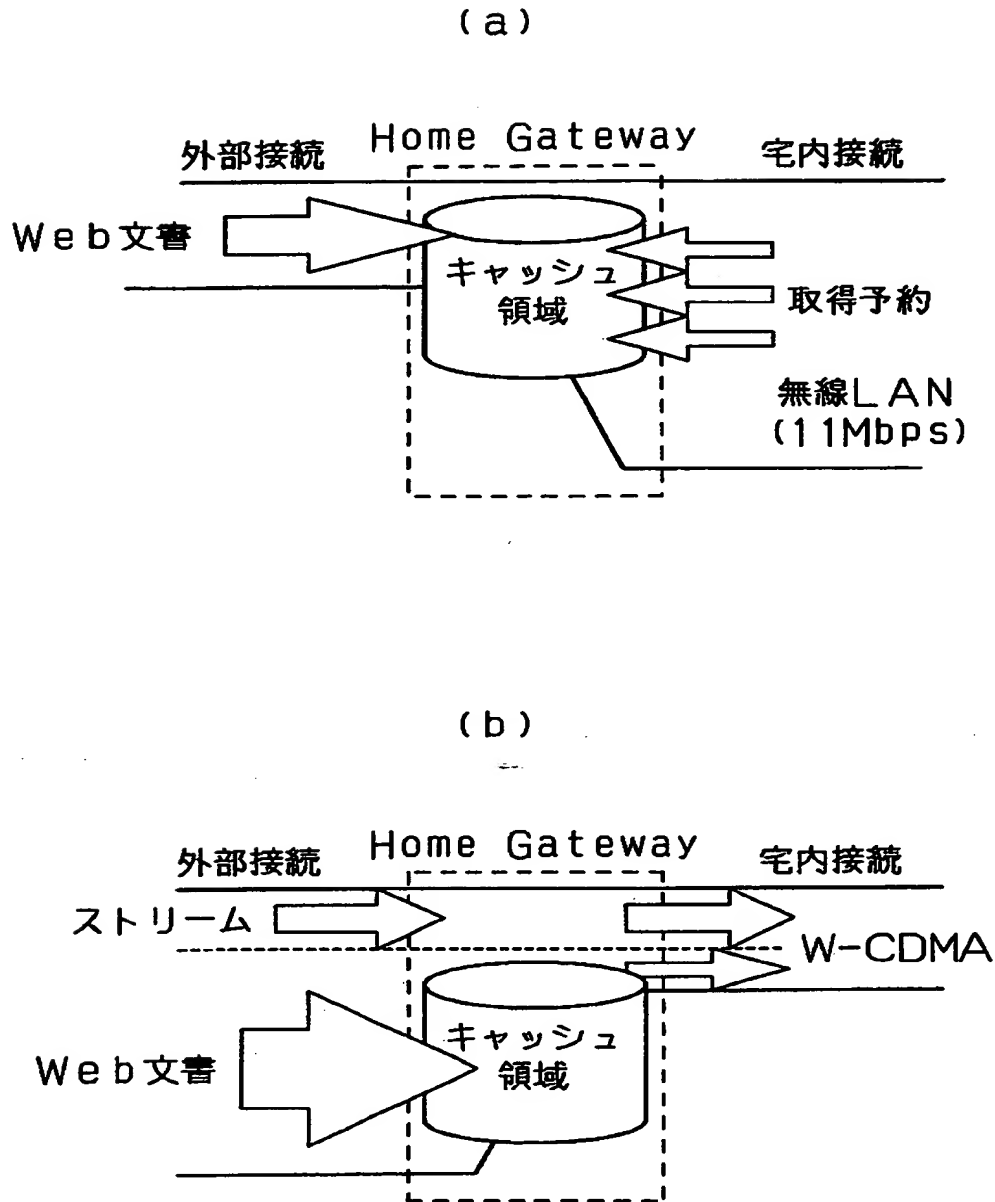 (a)
外部接続 Home Gateway 宅内接続
Web文書
キャッシュ
領域
取得予約
無線LAN
(11Mbps)
(b)
外部接続 Home Gateway 宅内接続
ストリーム
W-CDMA
キャッシュ
領域
Web文書